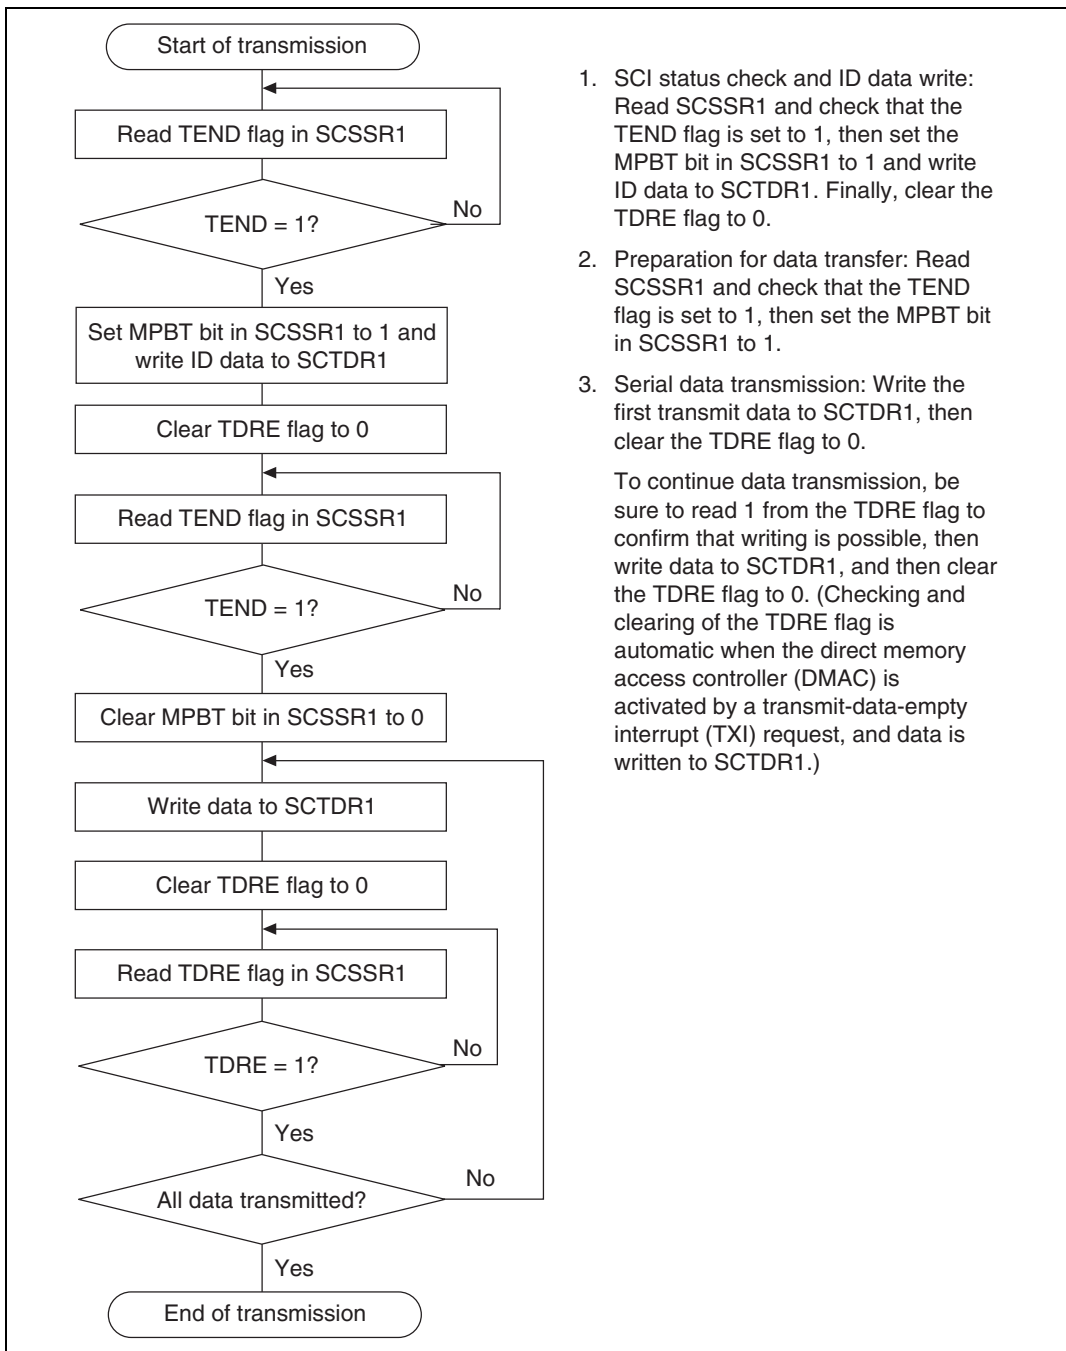 Start of transmission
Read TEND flag in SCSSR1
TEND = 1?
No
Yes
Set MPBT bit in SCSSR1 to 1 and
write ID data to SCTDR1
Clear TDRE flag to 0
Read TEND flag in SCSSR1
TEND = 1?
No
Yes
Clear MPBT bit in SCSSR1 to 0
Write data to SCTDR1
Clear TDRE flag to 0
Read TDRE flag in SCSSR1
TDRE = 1?
No
Yes
All data transmitted?
No
Yes
End of transmission
1. SCI status check and ID data write:
Read SCSSR1 and check that the
TEND flag is set to 1, then set the
MPBT bit in SCSSR1 to 1 and write
ID data to SCTDR1. Finally, clear the
TDRE flag to 0.
2. Preparation for data transfer: Read
SCSSR1 and check that the TEND
flag is set to 1, then set the MPBT bit
in SCSSR1 to 1.
3. Serial data transmission: Write the
first transmit data to SCTDR1, then
clear the TDRE flag to 0.
To continue data transmission, be
sure to read 1 from the TDRE flag to
confirm that writing is possible, then
write data to SCTDR1, and then clear
the TDRE flag to 0. (Checking and
clearing of the TDRE flag is
automatic when the direct memory
access controller (DMAC) is
activated by a transmit-data-empty
interrupt (TXI) request, and data is
written to SCTDR1.)